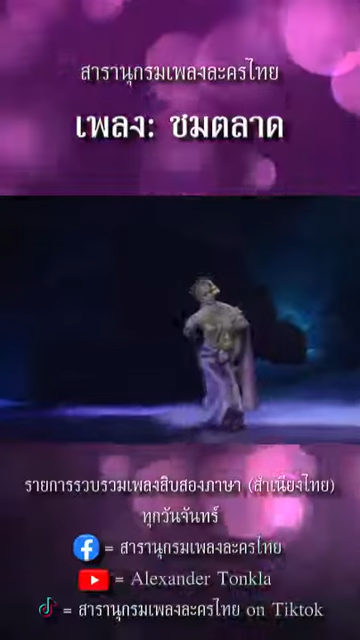 สารานุกรมเพลงละครไทย
เพลง: ชมตลาด
รายการรวบรวมเพลงสิบสองภาษา (สำเนียงไทย)
ทุกวันจันทร์
= สารานุกรมเพลงละครไทย
= Alexander Tonkla
= สารานุกรมเพลงละครไทย on Tiktok